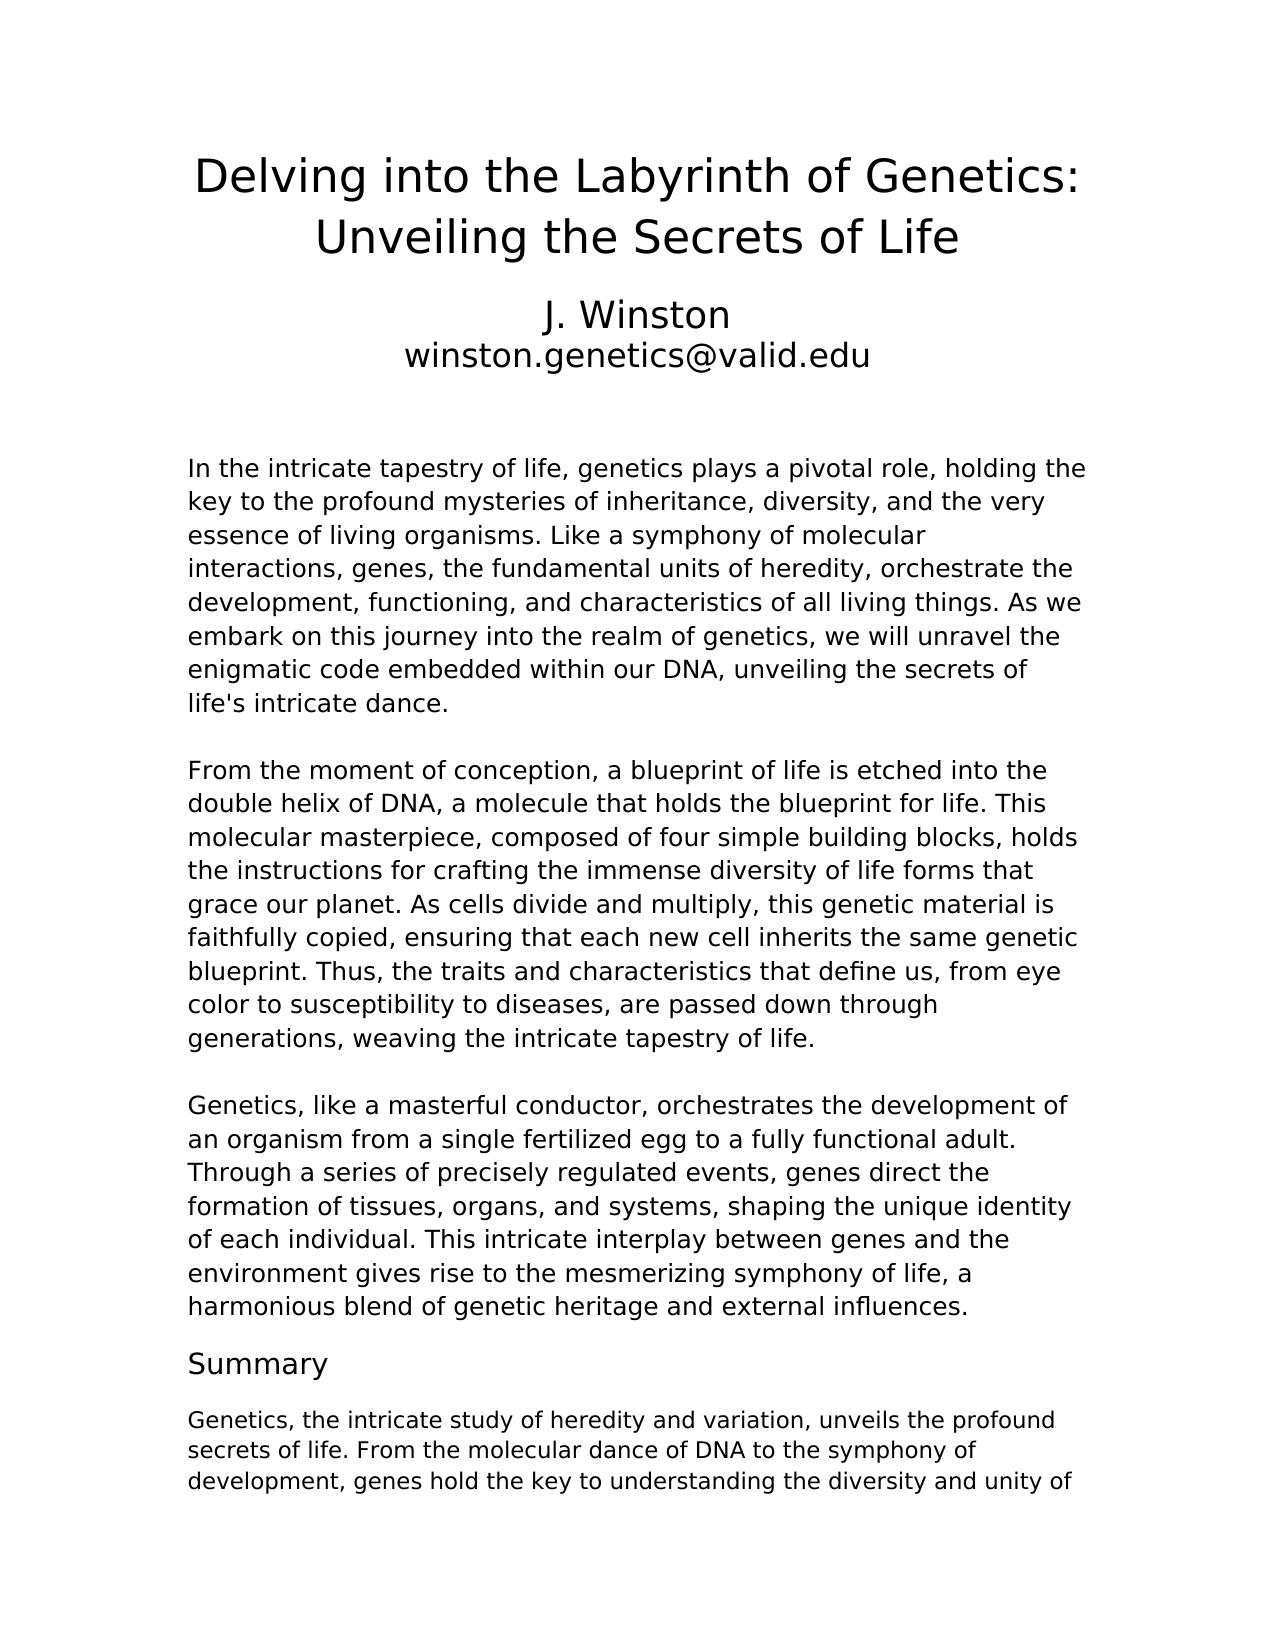 Delving into the Labyrinth of Genetics:
Unveiling the Secrets of Life
J. Winston
winston.genetics@valid.edu
In the intricate tapestry of life, genetics plays a pivotal role, holding the
key to the profound mysteries of inheritance, diversity, and the very
essence of living organisms. Like a symphony of molecular
interactions, genes, the fundamental units of heredity, orchestrate the
development, functioning, and characteristics of all living things. As we
embark on this journey into the realm of genetics, we will unravel the
enigmatic code embedded within our DNA, unveiling the secrets of
life's intricate dance.
From the moment of conception, a blueprint of life is etched into the
double helix of DNA, a molecule that holds the blueprint for life. This
molecular masterpiece, composed of four simple building blocks, holds
the instructions for crafting the immense diversity of life forms that
grace our planet. As cells divide and multiply, this genetic material is
faithfully copied, ensuring that each new cell inherits the same genetic
blueprint. Thus, the traits and characteristics that define us, from eye
color to susceptibility to diseases, are passed down through
generations, weaving the intricate tapestry of life.
Genetics, like a masterful conductor, orchestrates the development of
an organism from a single fertilized egg to a fully functional adult.
Through a series of precisely regulated events, genes direct the
formation of tissues, organs, and systems, shaping the unique identity
of each individual. This intricate interplay between genes and the
environment gives rise to the mesmerizing symphony of life, a
harmonious blend of genetic heritage and external influences.
Summary
Genetics, the intricate study of heredity and variation, unveils the profound
secrets of life. From the molecular dance of DNA to the symphony of
development, genes hold the key to understanding the diversity and unity of